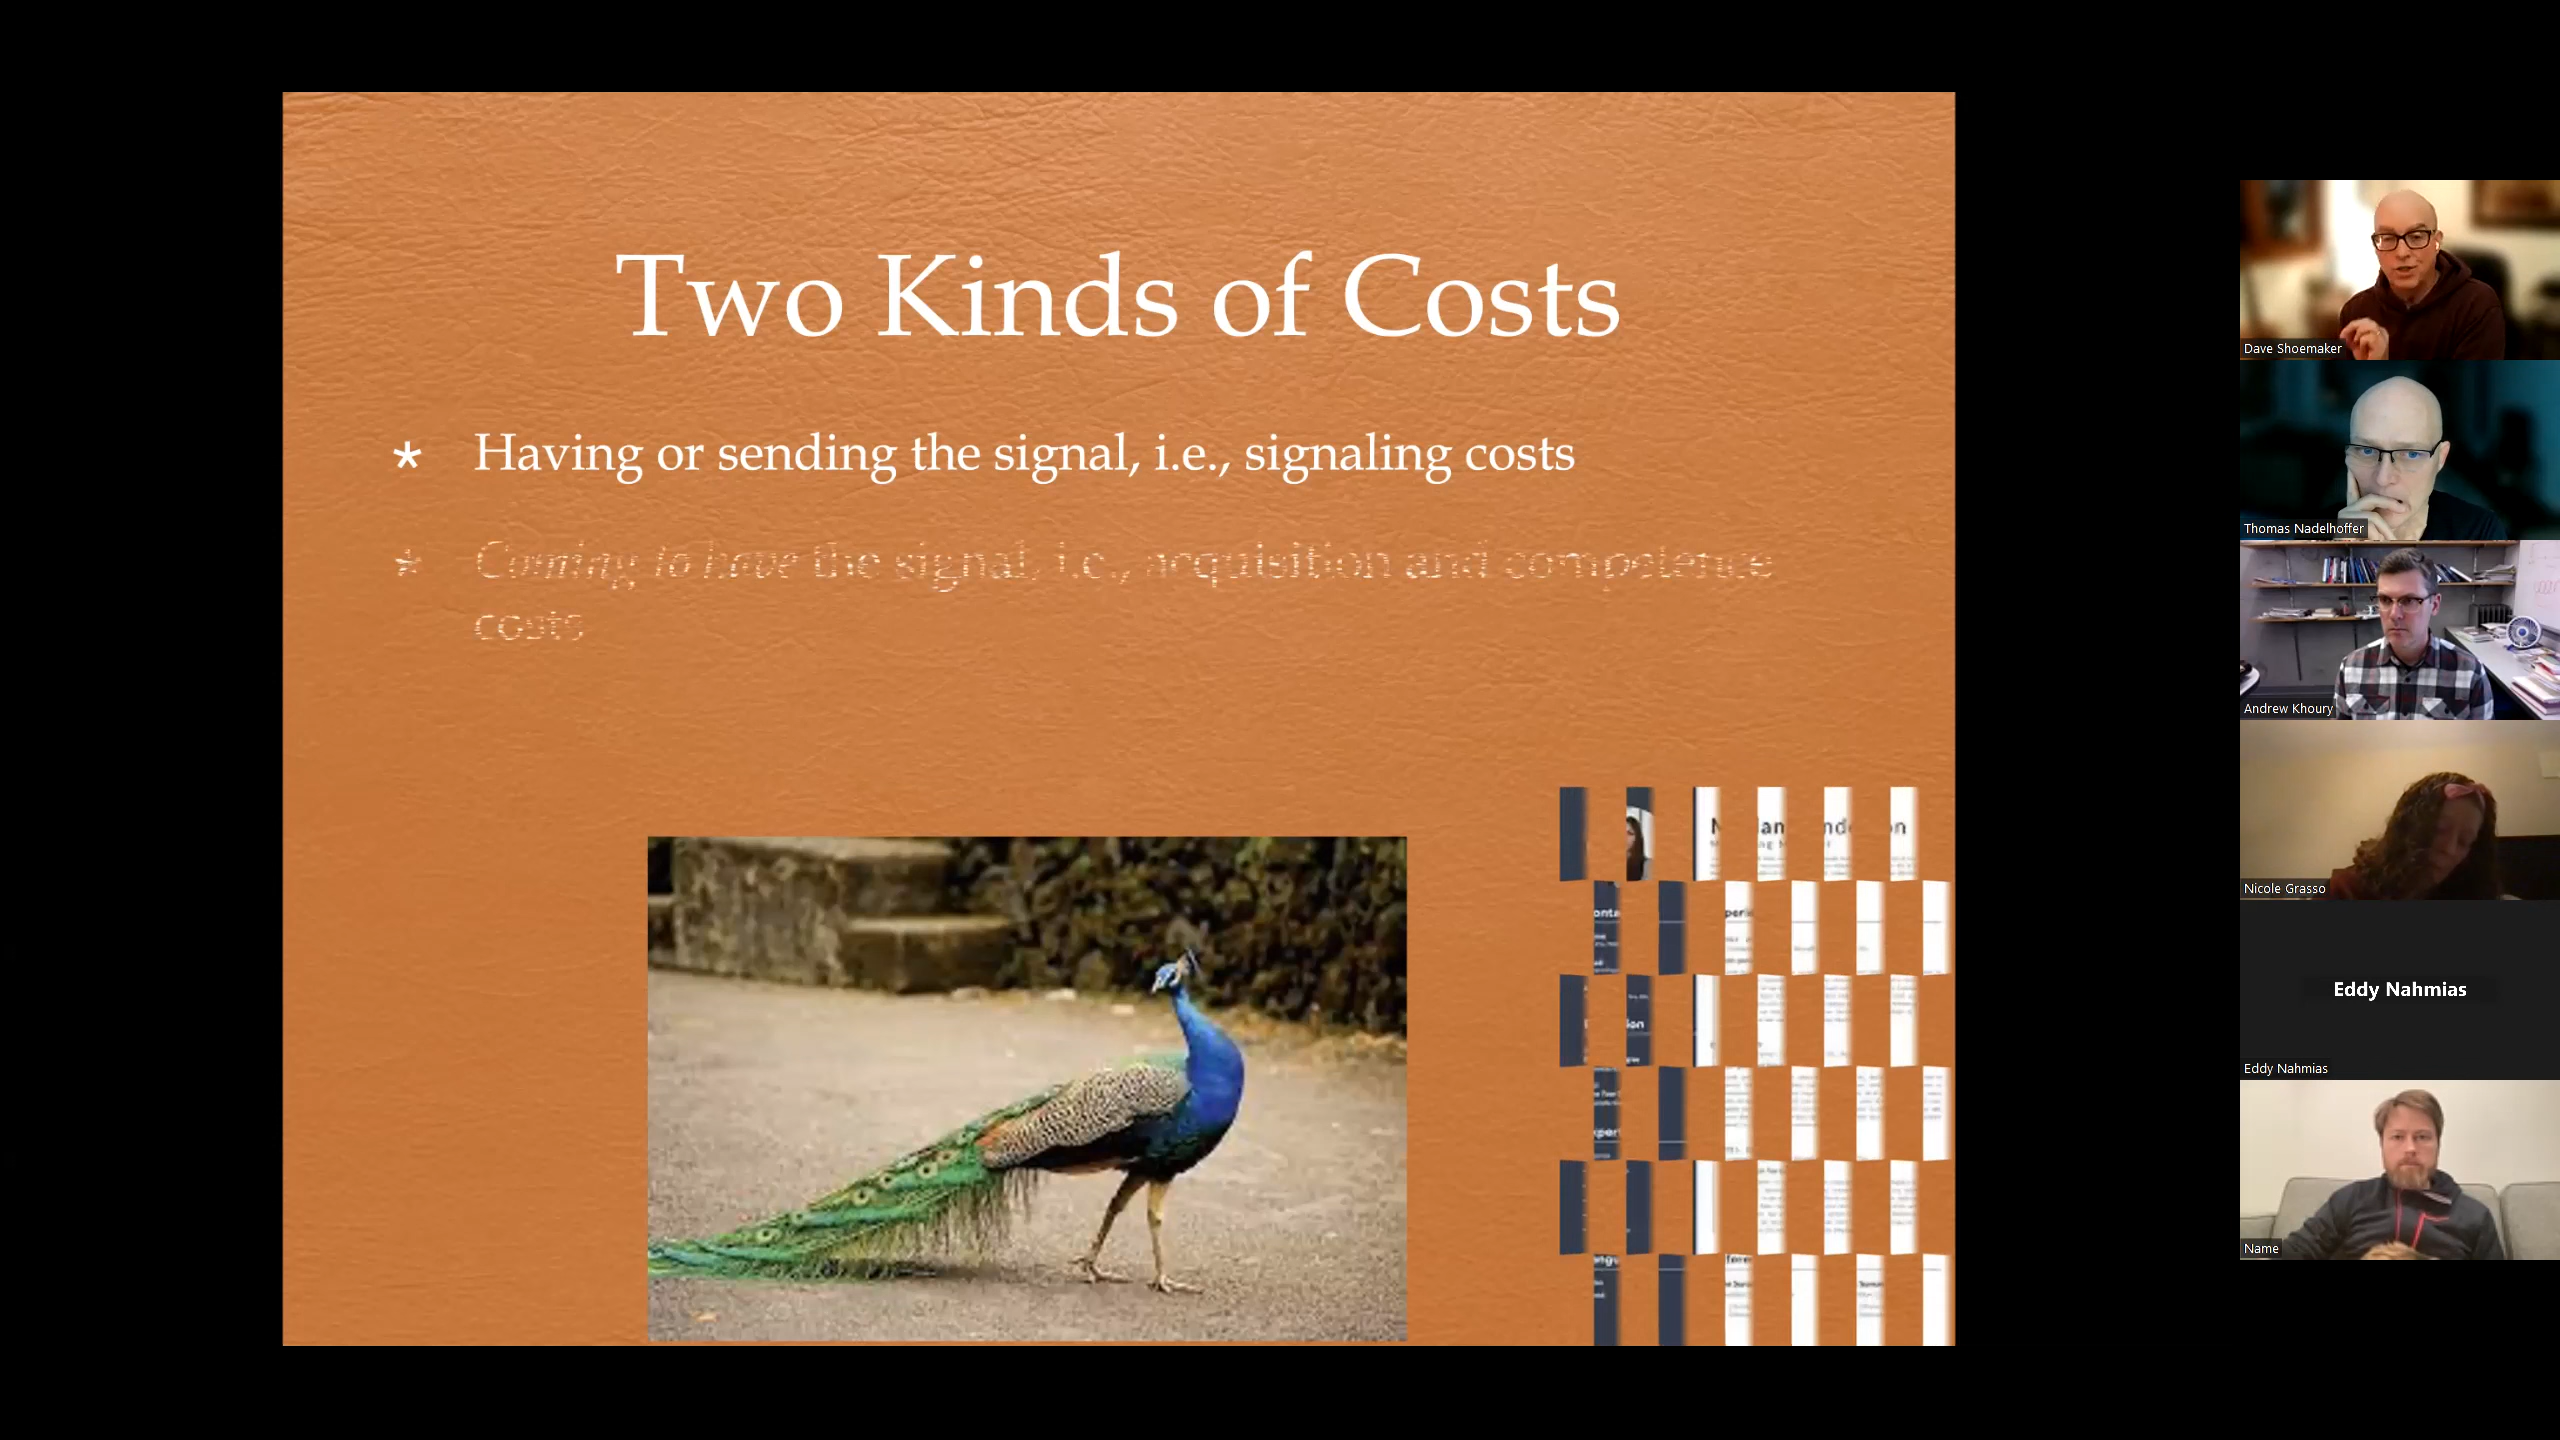 Two Kinds of Costs
* Having or sending the signal, i.e., signaling costs
* Coming to have the signal, i.e., acquisition and competence
costs
Dave Shoemaker
Thomas Nadelhoffer
Andrew Khoury
Nicole Grasso
Eddy Nahmias
Eddy Nahmias
Name